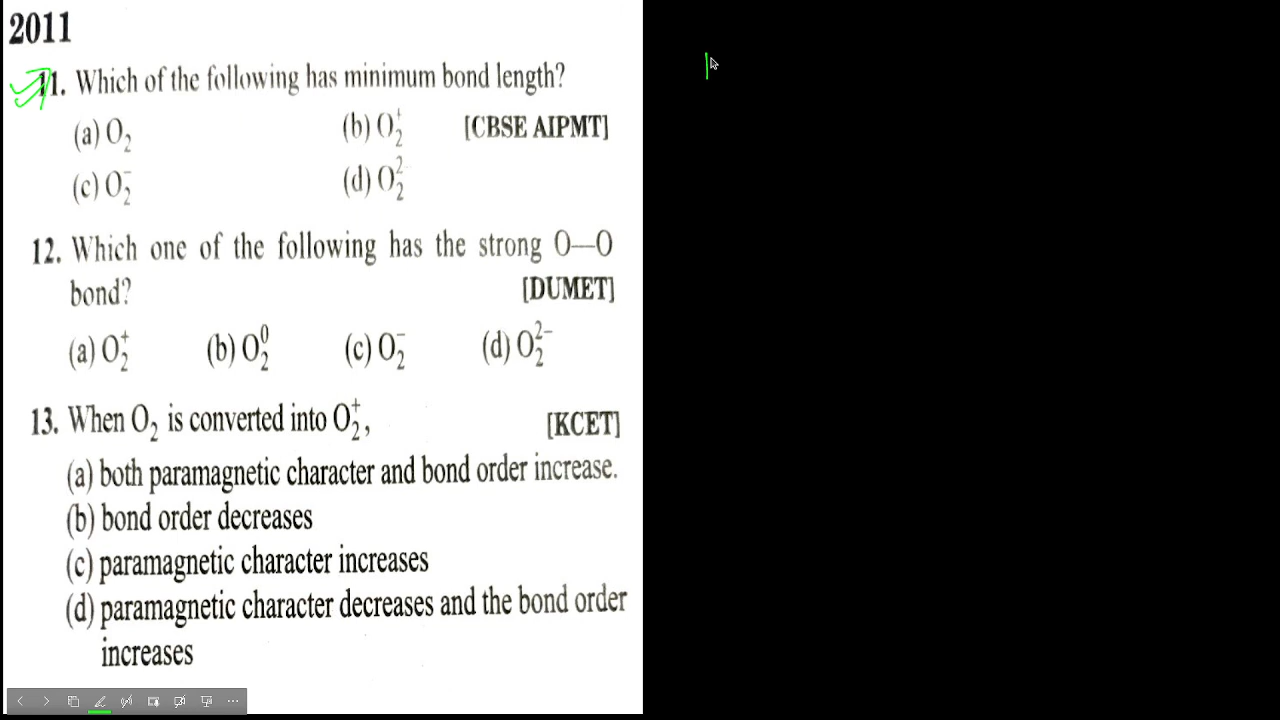 2011
11. Which of the following has minimum bond length?
(a) O₂ (b) O₂⁺ [CBSE AIPMT]
(c) O₂⁻ (d) O₂²
12. Which one of the following has the strong O—O
bond? [DUMET]
(a) O₂⁺ (b) O₂⁰ (c) O₂⁻ (d) O₂²⁻
13. When O₂ is converted into O₂⁺, [KCET]
(a) both paramagnetic character and bond order increase.
(b) bond order decreases
(c) paramagnetic character increases
(d) paramagnetic character decreases and the bond order
increases